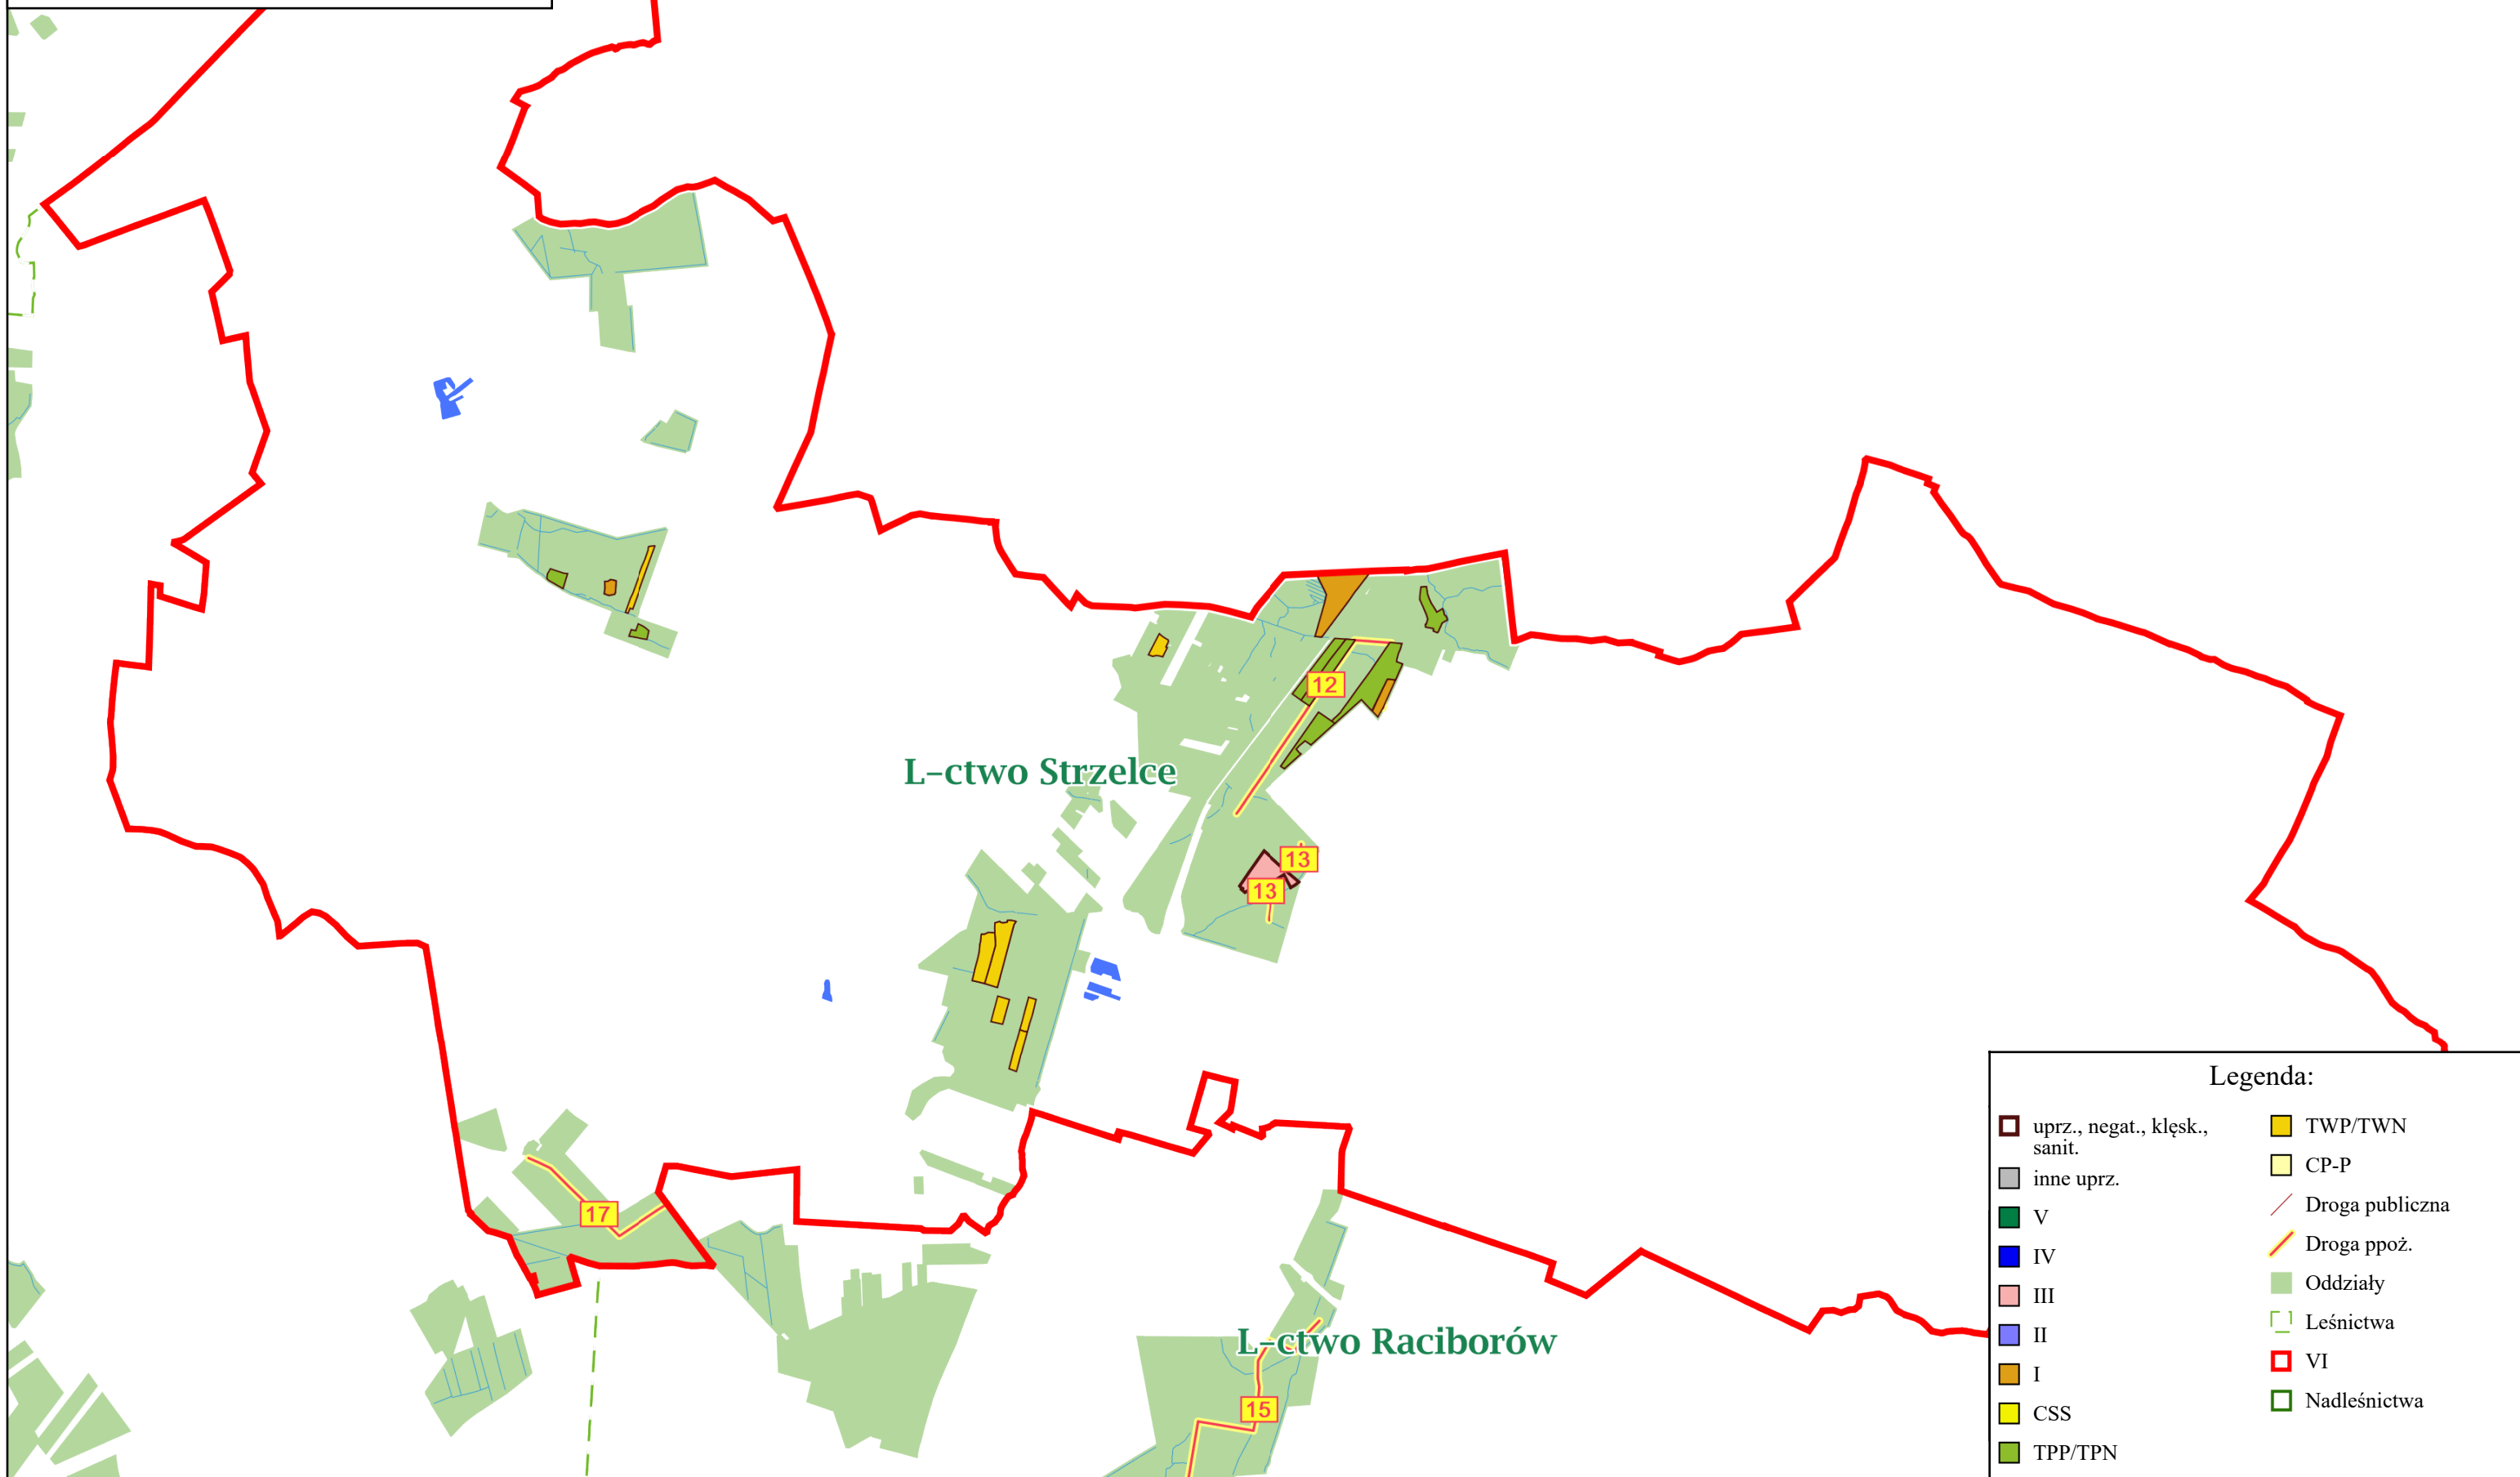 12
L-ctwo Strzelce
13
13
17
L-ctwo Raciborów
15
Legenda:
uprz., negat., klęsk.,
sanit.
inne uprz.
V
IV
III
II
I
CSS
TPP/TPN
TWP/TWN
CP-P
Droga publiczna
Droga ppoż.
Oddziały
Leśnictwa
VI
Nadleśnictwa